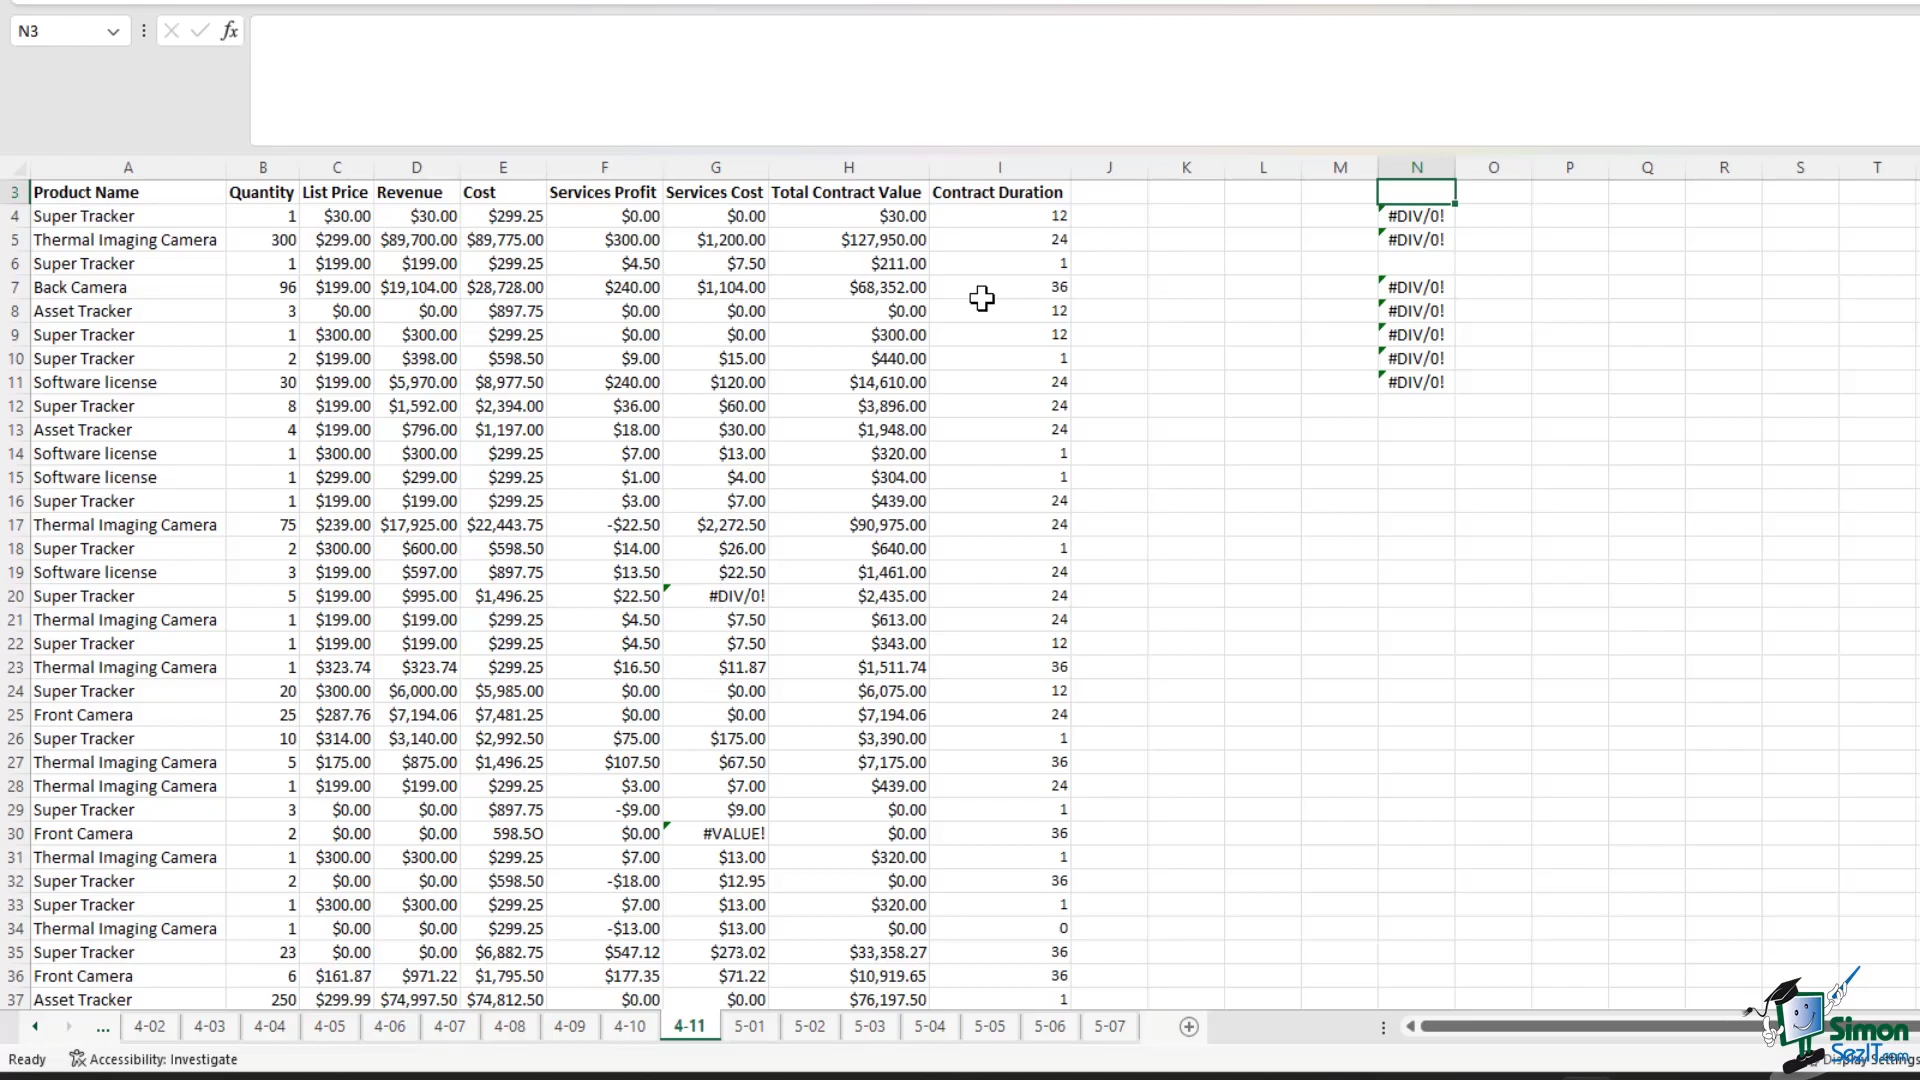 N3 fx
A B C D E F G H I J K L M N O P Q R S T
3 Product Name Quantity List Price Revenue Cost Services Profit Services Cost Total Contract Value Contract Duration
4 Super Tracker 1 $30.00 $30.00 $299.25 $0.00 $0.00 $30.00 12 #DIV/0!
5 Thermal Imaging Camera 300 $299.00 $89,700.00 $89,775.00 $300.00 $1,200.00 $127,950.00 24 #DIV/0!
6 Super Tracker 1 $199.00 $199.00 $299.25 $4.50 $7.50 $211.00 1
7 Back Camera 96 $199.00 $19,104.00 $28,728.00 $240.00 $1,104.00 $68,352.00 36 #DIV/0!
8 Asset Tracker 3 $0.00 $0.00 $897.75 $0.00 $0.00 $0.00 12 #DIV/0!
9 Super Tracker 1 $300.00 $300.00 $299.25 $0.00 $0.00 $300.00 12 #DIV/0!
10 Super Tracker 2 $199.00 $398.00 $598.50 $9.00 $15.00 $440.00 1 #DIV/0!
11 Software license 30 $199.00 $5,970.00 $8,977.50 $240.00 $120.00 $14,610.00 24 #DIV/0!
12 Super Tracker 8 $199.00 $1,592.00 $2,394.00 $36.00 $60.00 $3,896.00 24
13 Asset Tracker 4 $199.00 $796.00 $1,197.00 $18.00 $30.00 $1,948.00 24
14 Software license 1 $300.00 $300.00 $299.25 $7.00 $13.00 $320.00 1
15 Software license 1 $299.00 $299.00 $299.25 $1.00 $4.00 $304.00 1
16 Super Tracker 1 $199.00 $199.00 $299.25 $3.00 $7.00 $439.00 24
17 Thermal Imaging Camera 75 $239.00 $17,925.00 $22,443.75 -$22.50 $2,272.50 $90,975.00 24
18 Super Tracker 2 $300.00 $600.00 $598.50 $14.00 $26.00 $640.00 1
19 Software license 3 $199.00 $597.00 $897.75 $13.50 $22.50 $1,461.00 24
20 Super Tracker 5 $199.00 $995.00 $1,496.25 $22.50 #DIV/0! $2,435.00 24
21 Thermal Imaging Camera 1 $199.00 $199.00 $299.25 $4.50 $7.50 $613.00 24
22 Super Tracker 1 $199.00 $199.00 $299.25 $4.50 $7.50 $343.00 12
23 Thermal Imaging Camera 1 $323.74 $323.74 $299.25 $16.50 $11.87 $1,511.74 36
24 Super Tracker 20 $300.00 $6,000.00 $5,985.00 $0.00 $0.00 $6,075.00 12
25 Front Camera 25 $287.76 $7,194.06 $7,481.25 $0.00 $0.00 $7,194.06 24
26 Super Tracker 10 $314.00 $3,140.00 $2,992.50 $75.00 $175.00 $3,390.00 1
27 Thermal Imaging Camera 5 $175.00 $875.00 $1,496.25 $107.50 $67.50 $7,175.00 36
28 Thermal Imaging Camera 1 $199.00 $199.00 $299.25 $3.00 $7.00 $439.00 24
29 Super Tracker 3 $0.00 $0.00 $897.75 -$9.00 $9.00 $0.00 1
30 Front Camera 2 $0.00 $0.00 598.5O $0.00 #VALUE! $0.00 36
31 Thermal Imaging Camera 1 $300.00 $300.00 $299.25 $7.00 $13.00 $320.00 1
32 Super Tracker 2 $0.00 $0.00 $598.50 -$18.00 $12.95 $0.00 36
33 Super Tracker 1 $300.00 $300.00 $299.25 $7.00 $13.00 $320.00 1
34 Thermal Imaging Camera 1 $0.00 $0.00 $299.25 -$13.00 $13.00 $0.00 0
35 Super Tracker 23 $0.00 $0.00 $6,882.75 $547.12 $273.02 $33,358.27 36
36 Front Camera 6 $161.87 $971.22 $1,795.50 $177.35 $71.22 $10,919.65 36
37 Asset Tracker 250 $299.99 $74,997.50 $74,812.50 $0.00 $0.00 $76,197.50 1
... 4-02 4-03 4-04 4-05 4-06 4-07 4-08 4-09 4-10 4-11 5-01 5-02 5-03 5-04 5-05 5-06 5-07
Simon
SezIT.com
Ready Accessibility: Investigate Display Settings